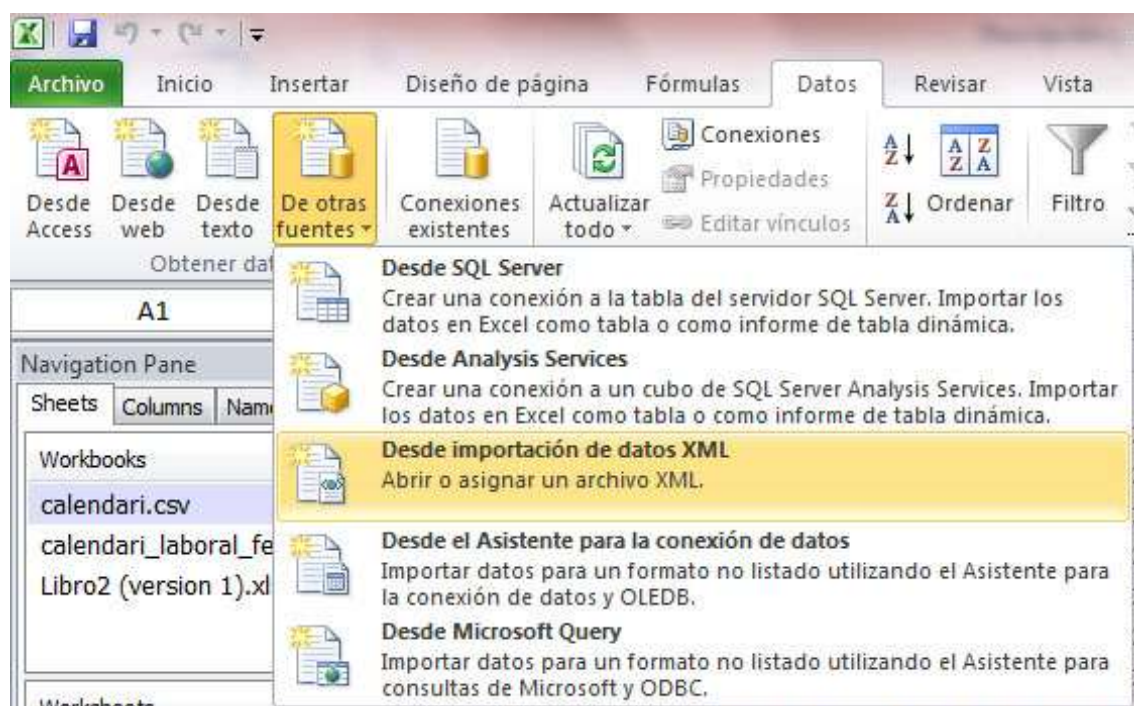 Archivo Inicio Insertar Diseño de página Fórmulas Datos Revisar Vista
Desde Access
Desde web
Desde texto
De otras fuentes
Conexiones existentes
Actualizar todo
Conexiones
Propiedades
Editar vínculos
Ordenar
Filtro
Obtener dat
A1
Desde SQL Server
Crear una conexión a la tabla del servidor SQL Server. Importar los
datos en Excel como tabla o como informe de tabla dinámica.
Desde Analysis Services
Crear una conexión a un cubo de SQL Server Analysis Services. Importar
los datos en Excel como tabla o como informe de tabla dinámica.
Desde importación de datos XML
Abrir o asignar un archivo XML.
Desde el Asistente para la conexión de datos
Importar datos para un formato no listado utilizando el Asistente para
la conexión de datos y OLEDB.
Desde Microsoft Query
Importar datos para un formato no listado utilizando el Asistente para
consultas de Microsoft y ODBC.
Navigation Pane
Sheets Columns Nam
Workbooks
calendari.csv
calendari_laboral_fe
Libro2 (version 1).xl